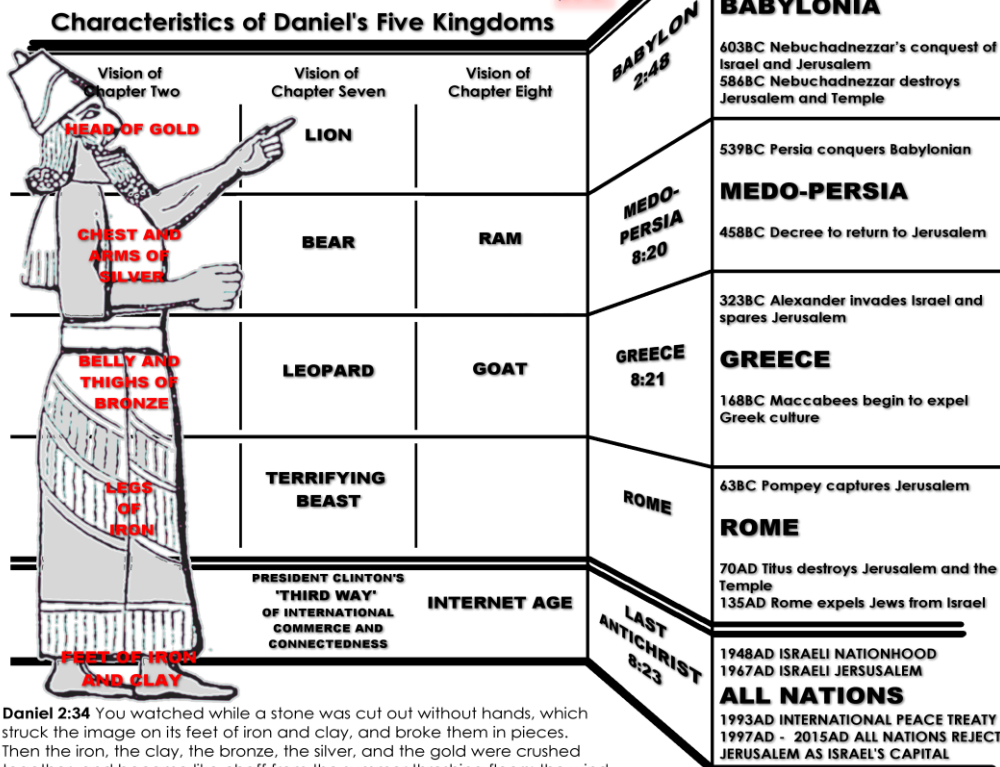 Characteristics of Daniel's Five Kingdoms
Vision of
Chapter Two
Vision of
Chapter Seven
Vision of
Chapter Eight
HEAD OF GOLD
LION
BABYLON
2:48
BABYLONIA
603BC Nebuchadnezzar's conquest of
Israel and Jerusalem
586BC Nebuchadnezzar destroys
Jerusalem and Temple
CHEST AND
ARMS OF
SILVER
BEAR
RAM
MEDO-
PERSIA
8:20
539BC Persia conquers Babylonian
MEDO-PERSIA
458BC Decree to return to Jerusalem
BELLY AND
THIGHS OF
BRONZE
LEOPARD
GOAT
GREECE
8:21
323BC Alexander invades Israel and
spares Jerusalem
GREECE
168BC Maccabees begin to expel
Greek culture
LEGS
OF
IRON
TERRIFYING
BEAST
ROME
63BC Pompey captures Jerusalem
ROME
70AD Titus destroys Jerusalem and the
Temple
135AD Rome expels Jews from Israel
FEET OF IRON
AND CLAY
PRESIDENT CLINTON'S
'THIRD WAY'
OF INTERNATIONAL
COMMERCE AND
CONNECTEDNESS
INTERNET AGE
LAST
ANTICHRIST
8:23
1948AD ISRAELI NATIONHOOD
1967AD ISRAELI JERSUSALEM
ALL NATIONS
1993AD INTERNATIONAL PEACE TREATY
1997AD - 2015AD ALL NATIONS REJECT
JERUSALEM AS ISRAEL'S CAPITAL
Daniel 2:34 You watched while a stone was cut out without hands, which
struck the image on its feet of iron and clay, and broke them in pieces.
Then the iron, the clay, the bronze, the silver, and the gold were crushed